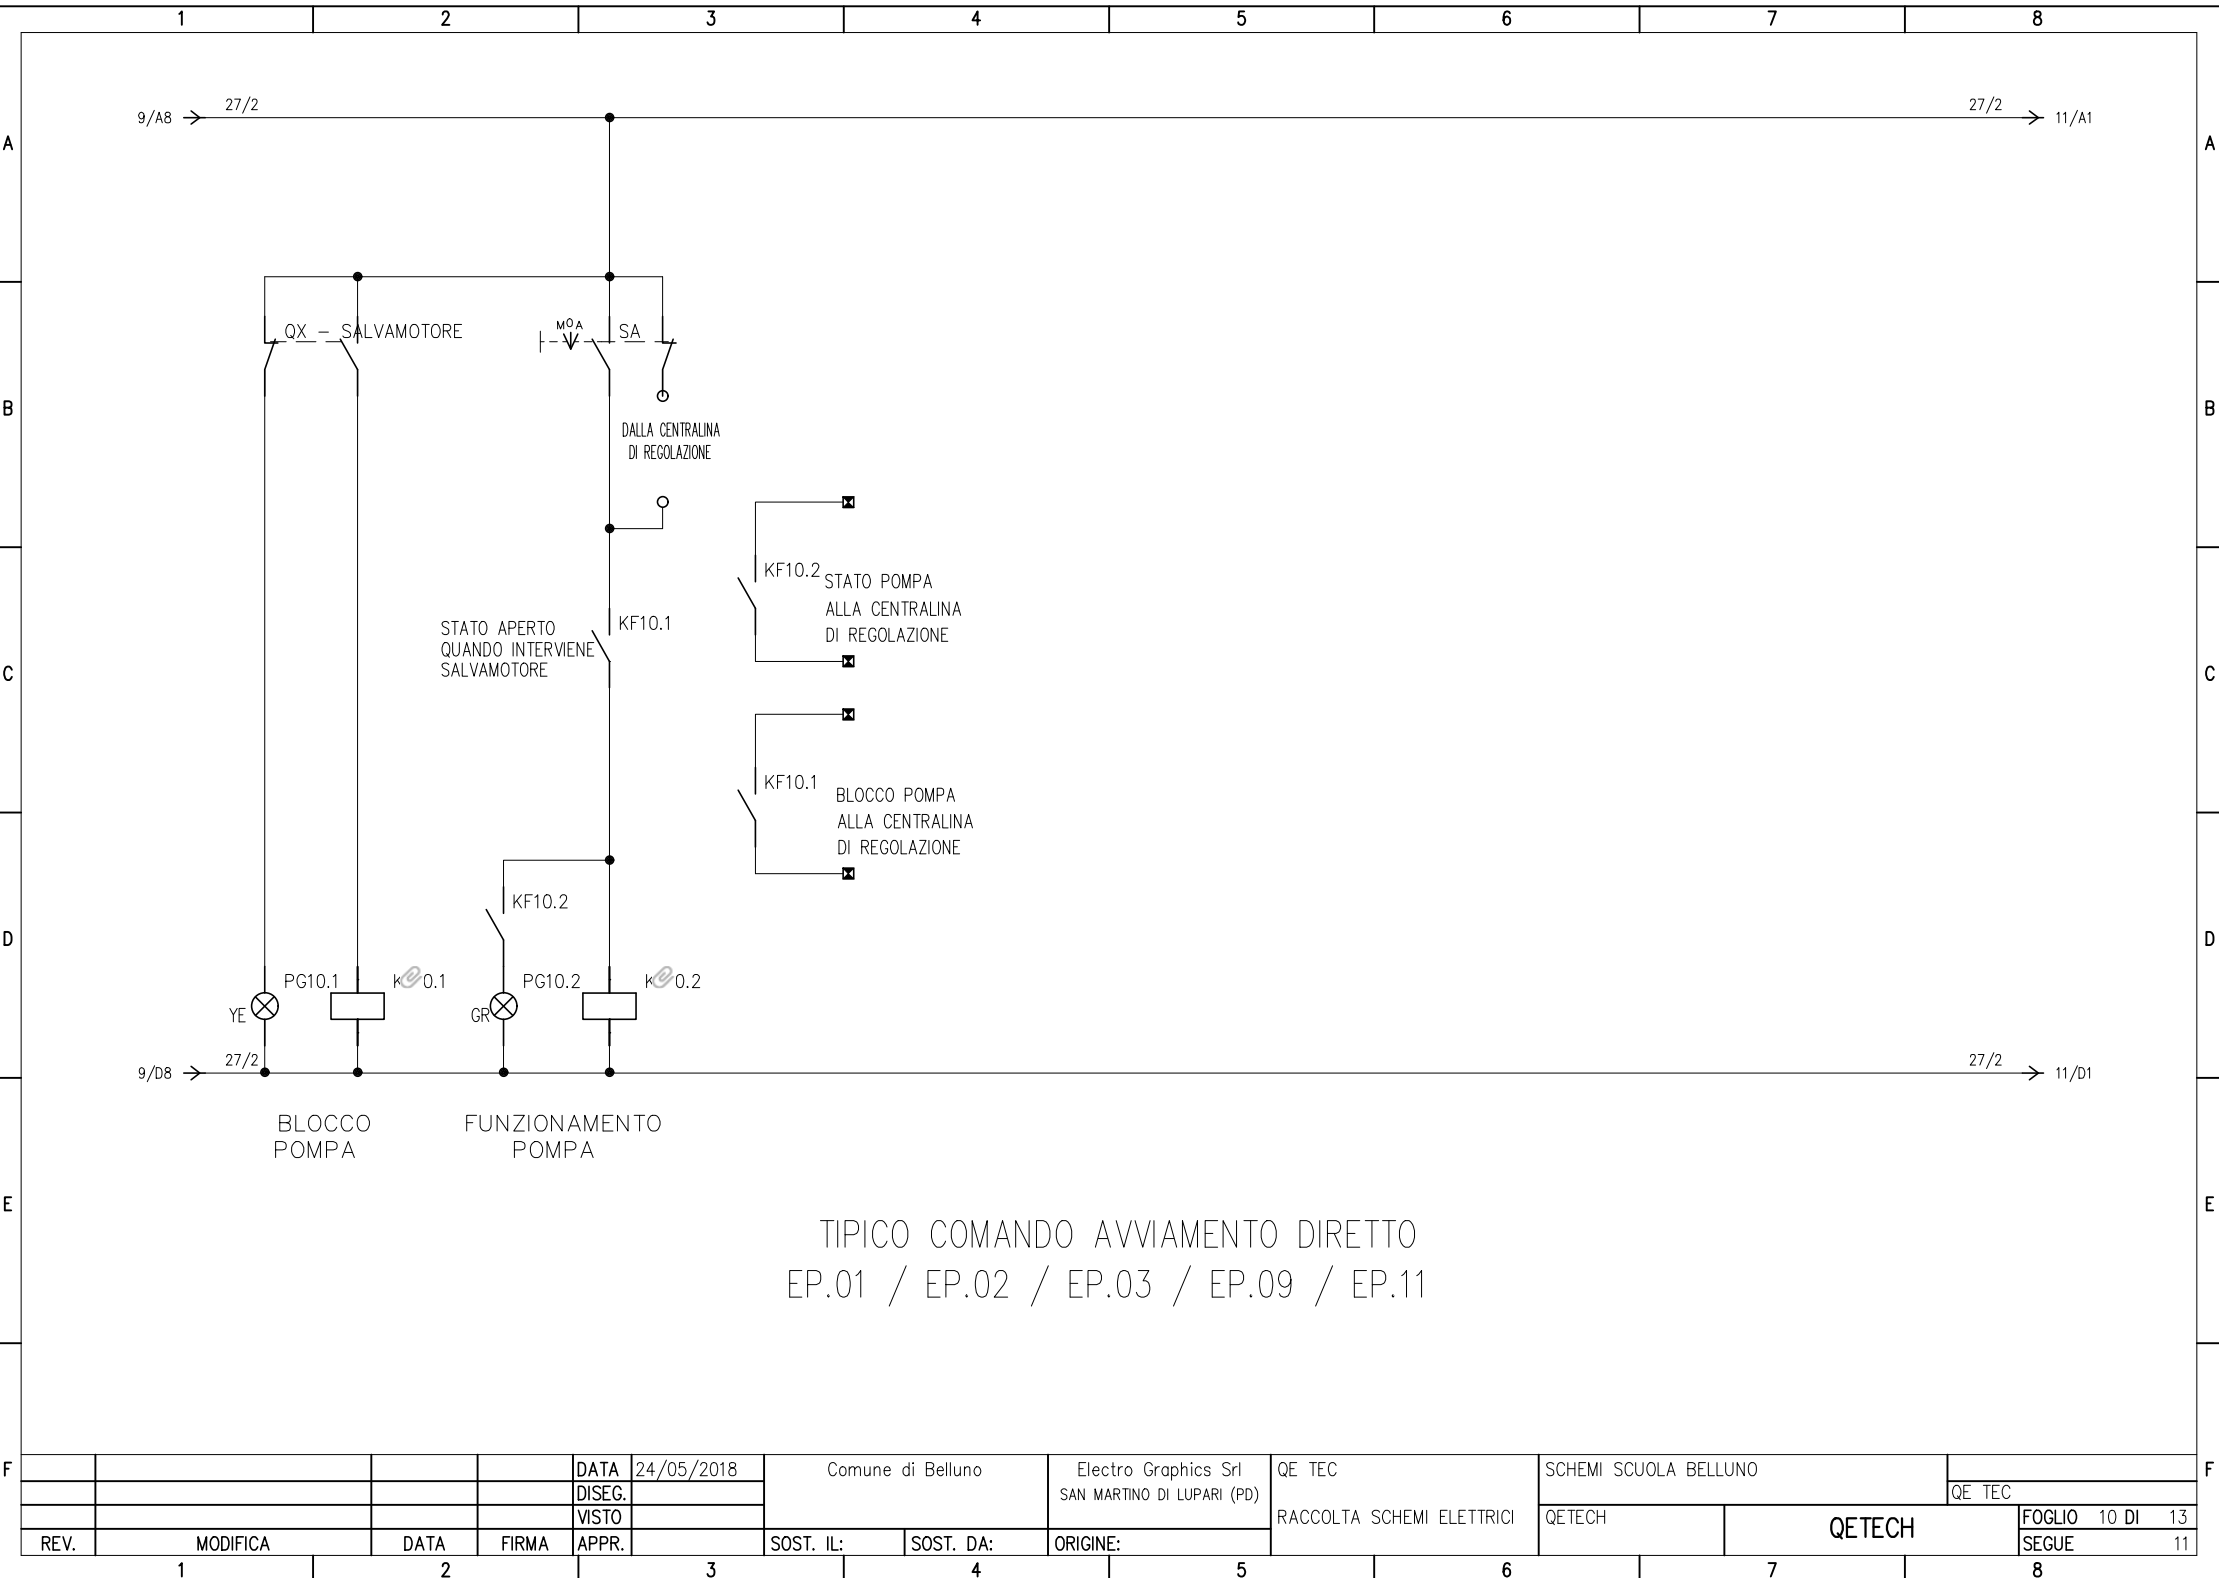 1 2 3 4 5 6 7 8
27/2 27/2
9/A8 11/A1
A A
QX - SALVAMOTORE
M O A SA
B B
DALLA CENTRALINA
DI REGOLAZIONE
KF10.2
STATO POMPA
ALLA CENTRALINA
DI REGOLAZIONE
KF10.1
STATO APERTO
QUANDO INTERVIENE
SALVAMOTORE
C C
KF10.1
BLOCCO POMPA
ALLA CENTRALINA
DI REGOLAZIONE
KF10.2
D D
PG10.1 K 0.1 PG10.2 K 0.2
YE GR
27/2 27/2
9/D8 11/D1
BLOCCO
POMPA
FUNZIONAMENTO
POMPA
E E
TIPICO COMANDO AVVIAMENTO DIRETTO
EP.01 / EP.02 / EP.03 / EP.09 / EP.11
F F
DATA 24/05/2018
DISEG.
VISTO
REV. MODIFICA DATA FIRMA APPR.
Comune di Belluno
SOST. IL: SOST. DA:
Electro Graphics Srl
SAN MARTINO DI LUPARI (PD)
ORIGINE:
QE TEC
RACCOLTA SCHEMI ELETTRICI
SCHEMI SCUOLA BELLUNO
QE TEC
QETECH
QETECH
FOGLIO 10 DI 13
SEGUE 11
1 2 3 4 5 6 7 8